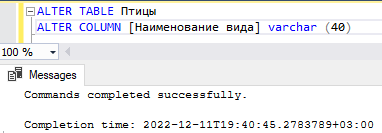 ALTER TABLE Птицы
ALTER COLUMN [Наименование вида] varchar (40)
100 %
Messages
Commands completed successfully.
Completion time: 2022-12-11T19:40:45.2783789+03:00